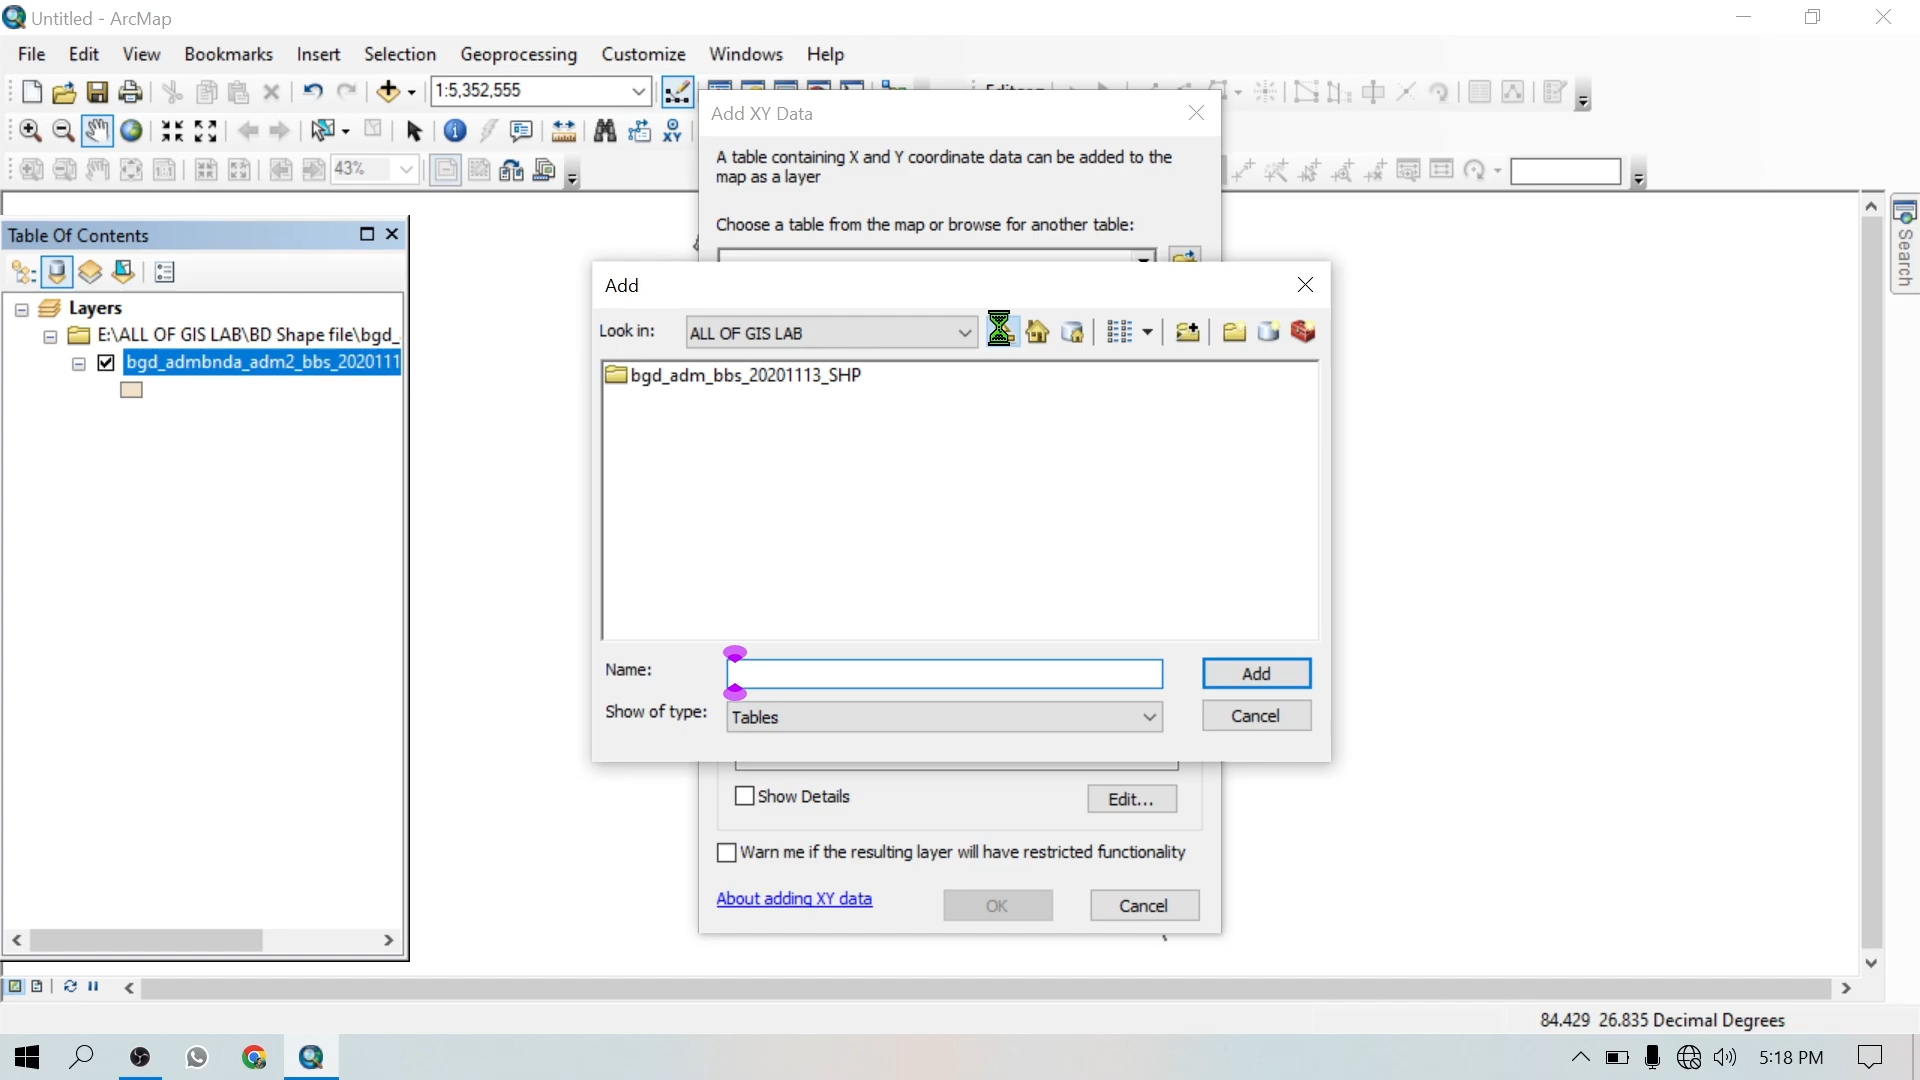 Untitled - ArcMap
File Edit View Bookmarks Insert Selection Geoprocessing Customize Windows Help
1:5,352,555
43%
Add XY Data
A table containing X and Y coordinate data can be added to the
map as a layer
Choose a table from the map or browse for another table:
Table Of Contents
Layers
E:\ALL OF GIS LAB\BD Shape file\bgd_
bgd_admbnda_adm2_bbs_2020111
Add
Look in: ALL OF GIS LAB
bgd_adm_bbs_20201113_SHP
Name:
Add
Show of type: Tables
Cancel
Show Details
Edit...
Warn me if the resulting layer will have restricted functionality
About adding XY data
OK
Cancel
Search
84.429 26.835 Decimal Degrees
5:18 PM